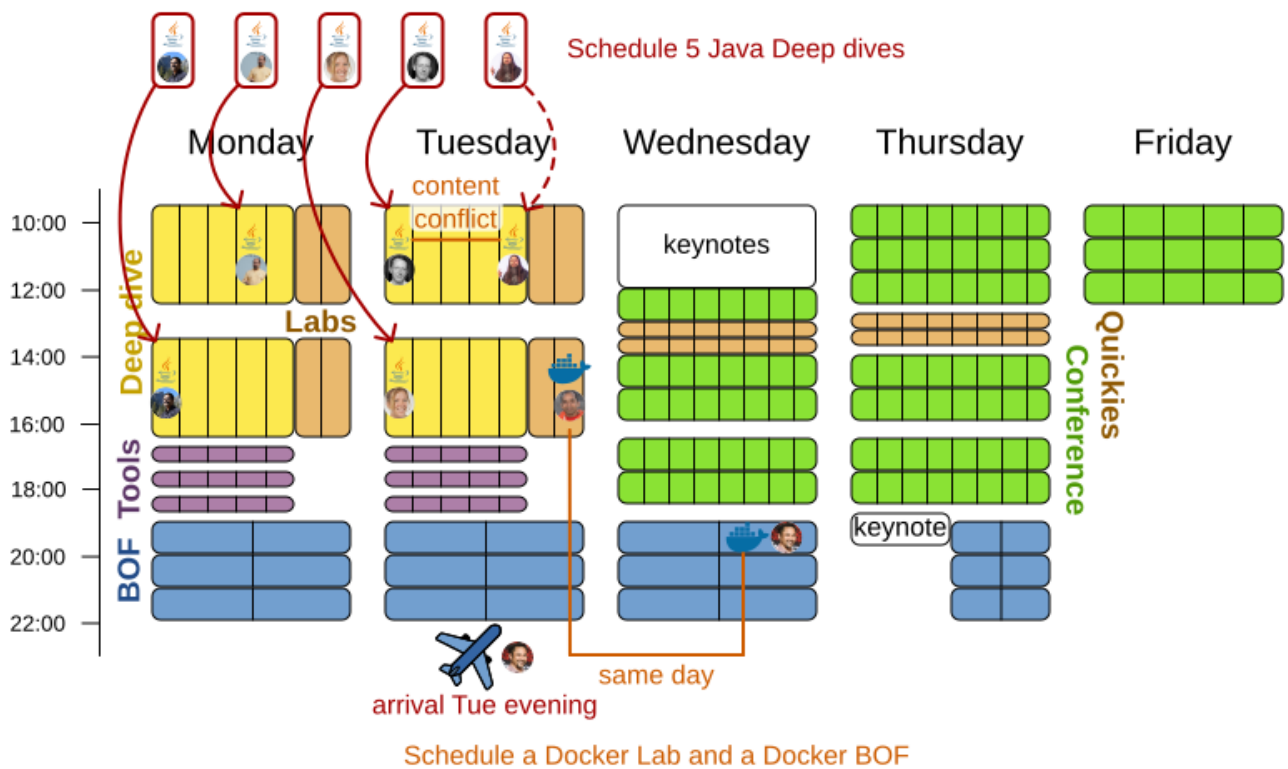 Schedule 5 Java Deep dives
Monday
Tuesday
Wednesday
Thursday
Friday
content
conflict
10:00
12:00
14:00
16:00
18:00
20:00
22:00
Deep dive
Labs
Tools
BOF
keynotes
keynote
Quickies
Conference
same day
arrival Tue evening
Schedule a Docker Lab and a Docker BOF